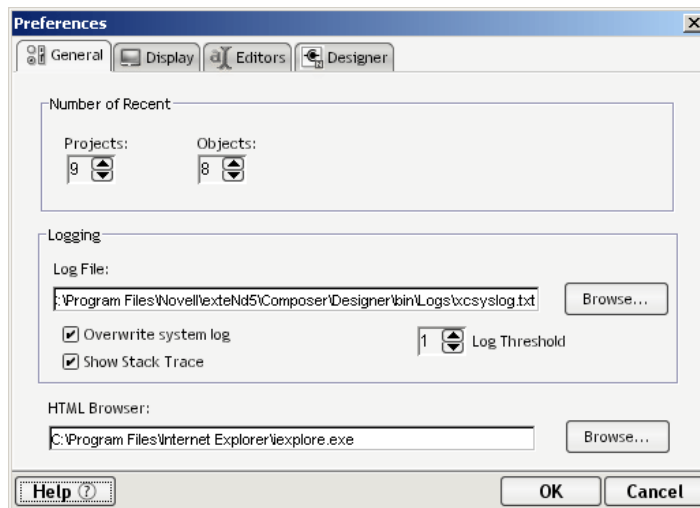 Preferences
General Display Editors Designer
Number of Recent
Projects: Objects:
9 8
Logging
Log File:
:\Program Files\Novell\exteNd5\Composer\Designer\bin\Logs\xcsyslog.txt Browse...
Overwrite system log 1 Log Threshold
Show Stack Trace
HTML Browser:
C:\Program Files\Internet Explorer\iexplore.exe Browse...
Help ? OK Cancel